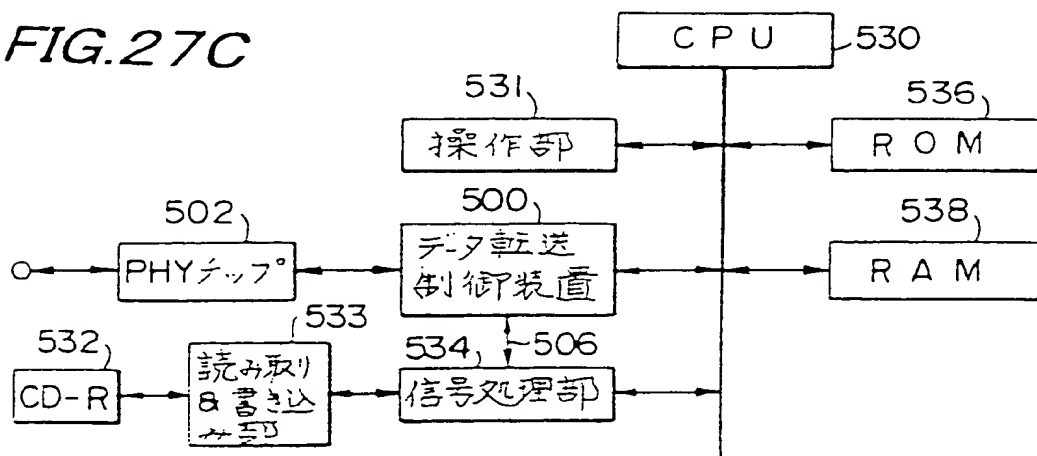 FIG.27C
CPU
530
531
操作部
536
ROM
502
PHYチップ
500
データ転送
制御装置
538
RAM
532
CD-R
533
読み取り
&書き込
み部
534
信号処理部
506